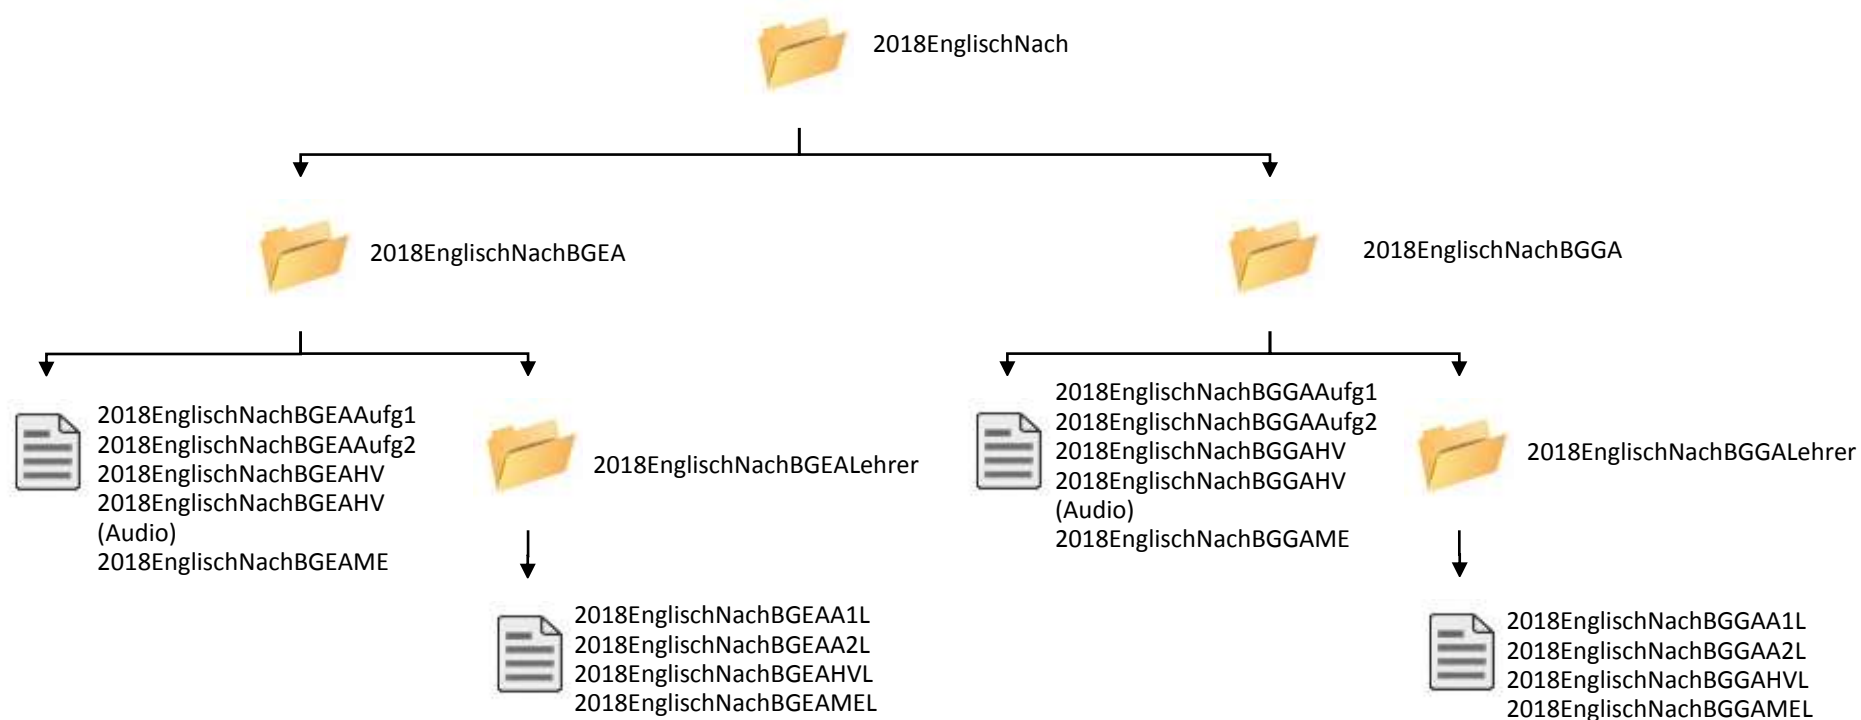 2018EnglischNach
2018EnglischNachBGEA
2018EnglischNachBGGA
2018EnglischNachBGEAAufg1
2018EnglischNachBGEAAufg2
2018EnglischNachBGEAHV
2018EnglischNachBGEAHV
(Audio)
2018EnglischNachBGEAME
2018EnglischNachBGEALehrer
2018EnglischNachBGGAAufg1
2018EnglischNachBGGAAufg2
2018EnglischNachBGGAHV
2018EnglischNachBGGAHV
(Audio)
2018EnglischNachBGGAME
2018EnglischNachBGGALehrer
2018EnglischNachBGEAA1L
2018EnglischNachBGEAA2L
2018EnglischNachBGEAHVL
2018EnglischNachBGEAMEL
2018EnglischNachBGGAA1L
2018EnglischNachBGGAA2L
2018EnglischNachBGGAHVL
2018EnglischNachBGGAMEL